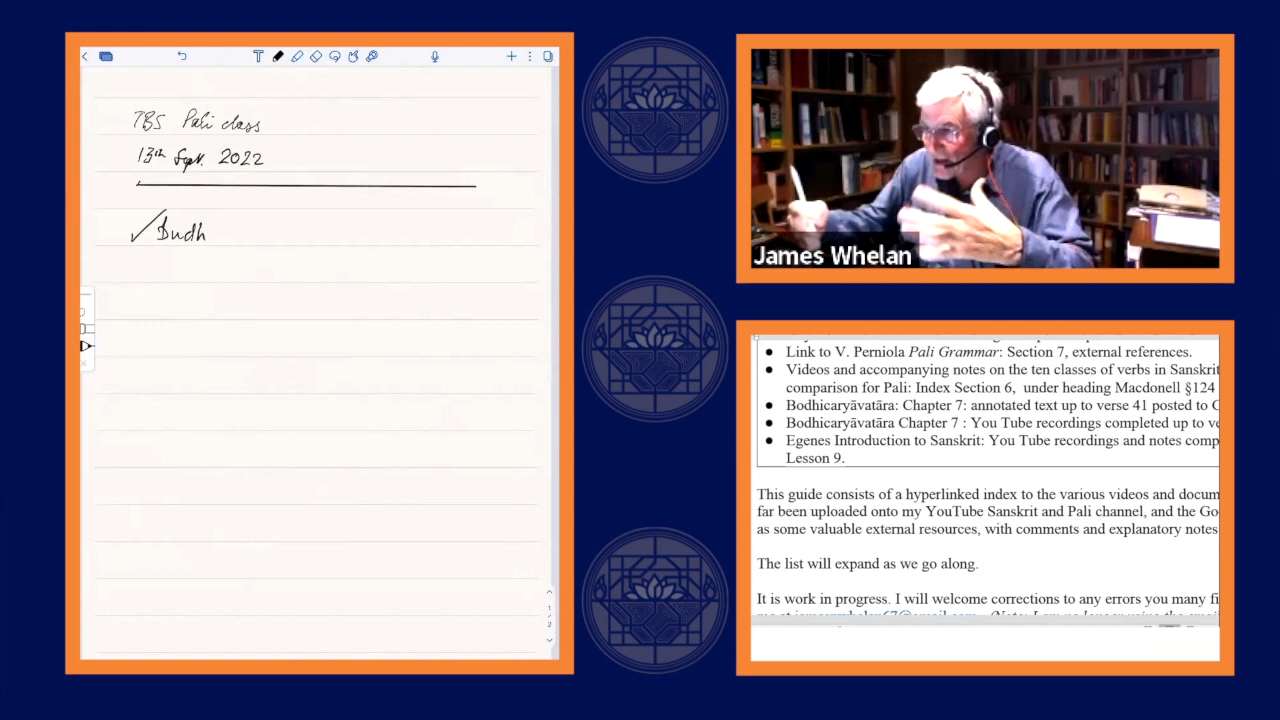 TBS Pali class
13th Sept. 2022
√Budh
James Whelan
● Link to V. Perniola Pali Grammar: Section 7, external references.
● Videos and accompanying notes on the ten classes of verbs in Sanskrit
comparison for Pali: Index Section 6, under heading Macdonell §124
● Bodhicaryāvatāra: Chapter 7: annotated text up to verse 41 posted to
● Bodhicaryāvatāra Chapter 7 : You Tube recordings completed up to
● Egenes Introduction to Sanskrit: You Tube recordings and notes comp
Lesson 9.
This guide consists of a hyperlinked index to the various videos and docum
far been uploaded onto my YouTube Sanskrit and Pali channel, and the Go
as some valuable external resources, with comments and explanatory notes
The list will expand as we go along.
It is work in progress. I will welcome corrections to any errors you many fi